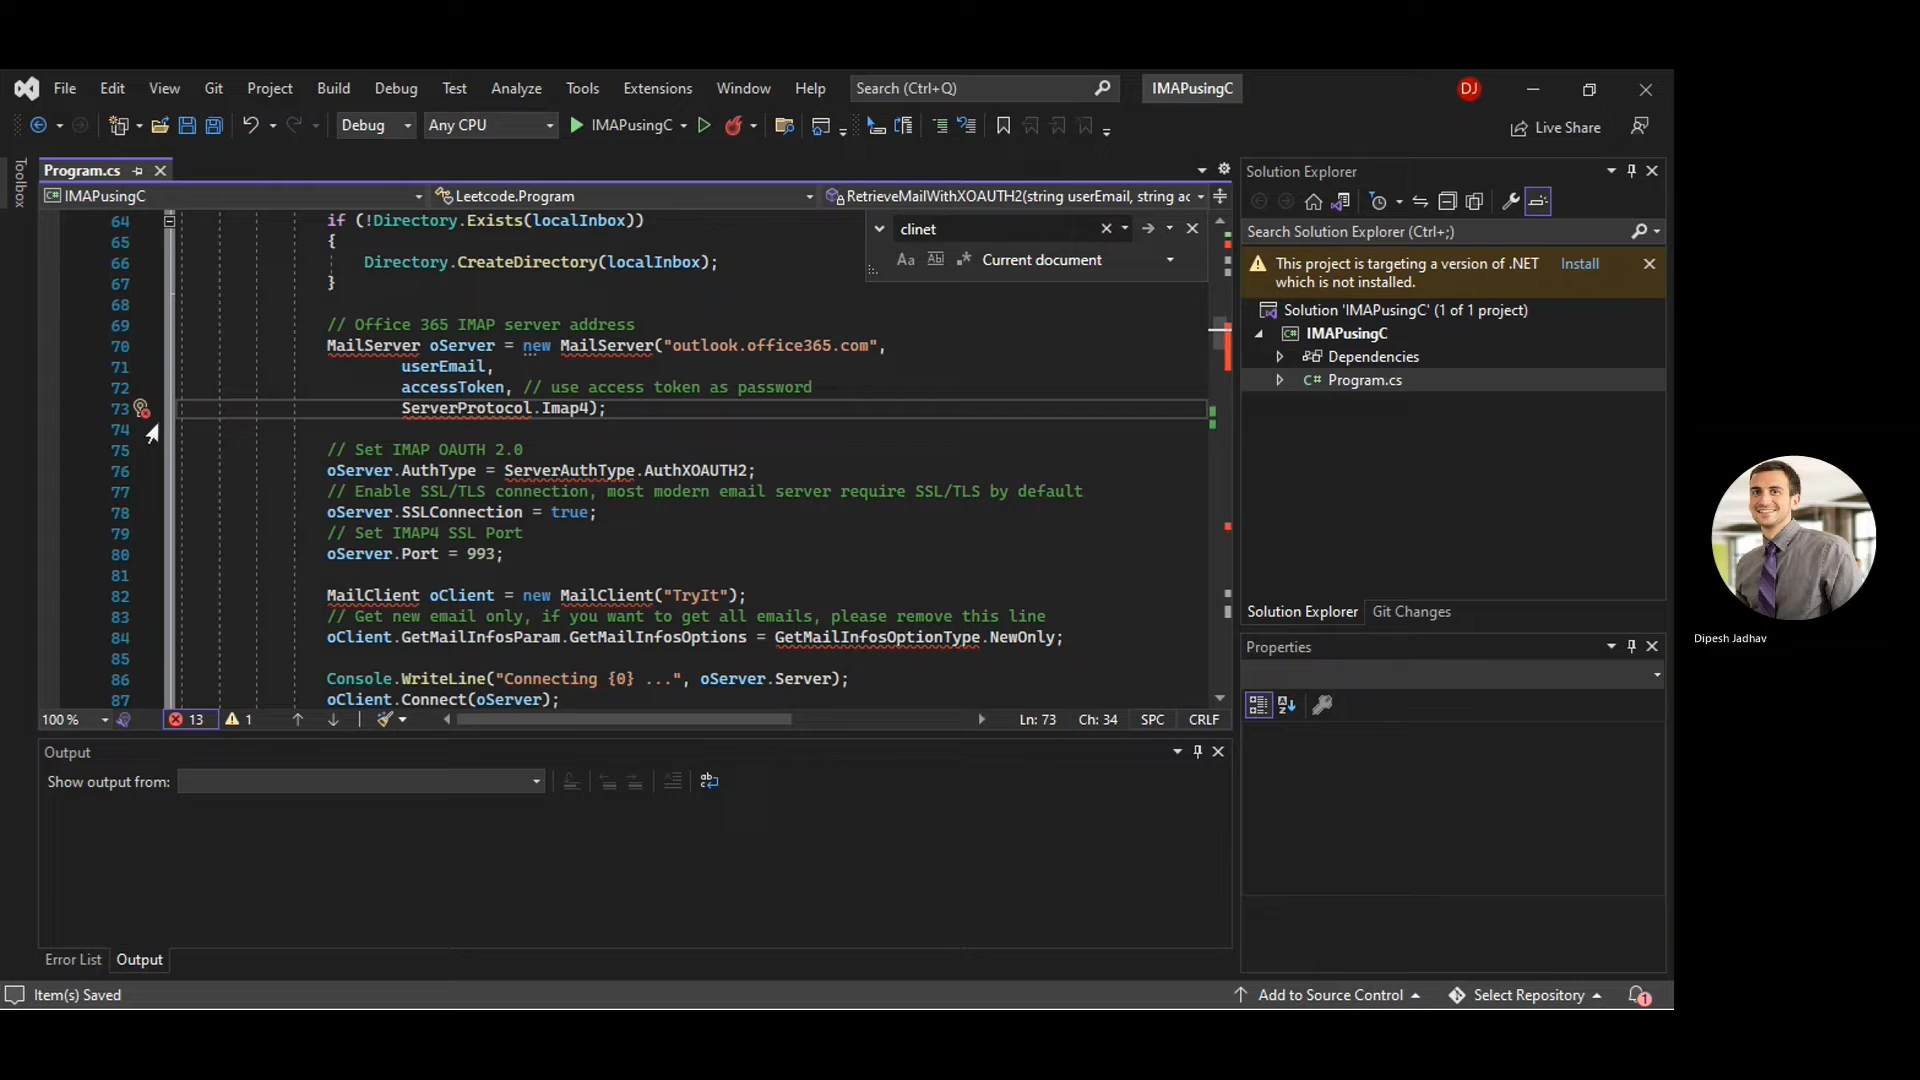 File Edit View Git Project Build Debug Test Analyze Tools Extensions Window Help Search (Ctrl+Q) IMAPusingC DJ
Debug Any CPU IMAPusingC Live Share
Toolbox
Program.cs
IMAPusingC Leetcode.Program RetrieveMailWithXOAUTH2(string userEmail, string ac
clinet
Aa Abl .* Current document
64 if (!Directory.Exists(localInbox))
65 {
66 Directory.CreateDirectory(localInbox);
67 }
68
69 // Office 365 IMAP server address
70 MailServer oServer = new MailServer("outlook.office365.com",
71 userEmail,
72 accessToken, // use access token as password
73 ServerProtocol.Imap4);
74
75 // Set IMAP OAUTH 2.0
76 oServer.AuthType = ServerAuthType.AuthXOAUTH2;
77 // Enable SSL/TLS connection, most modern email server require SSL/TLS by default
78 oServer.SSLConnection = true;
79 // Set IMAP4 SSL Port
80 oServer.Port = 993;
81
82 MailClient oClient = new MailClient("TryIt");
83 // Get new email only, if you want to get all emails, please remove this line
84 oClient.GetMailInfosParam.GetMailInfosOptions = GetMailInfosOptionType.NewOnly;
85
86 Console.WriteLine("Connecting {0} ...", oServer.Server);
87 oClient.Connect(oServer);
100 % 13 1 Ln: 73 Ch: 34 SPC CRLF
Output
Show output from:
Error List Output
Solution Explorer
Search Solution Explorer (Ctrl+;)
This project is targeting a version of .NET Install
which is not installed.
Solution 'IMAPusingC' (1 of 1 project)
C# IMAPusingC
Dependencies
C# Program.cs
Solution Explorer Git Changes
Properties
Dipesh Jadhav
Item(s) Saved Add to Source Control Select Repository 1